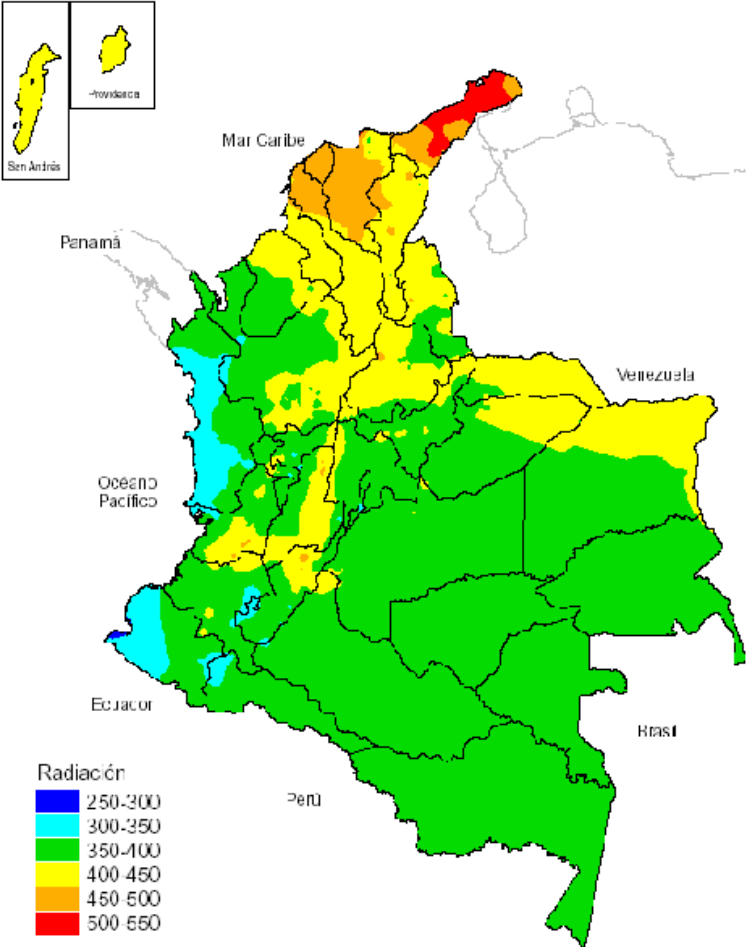 Providencia
San Andrés
Mar Caribe
Panamá
Venezuela
Océano
Pacífico
Ecuador
Brasil
Perú
Radiación
250-300
300-350
350-400
400-450
450-500
500-550